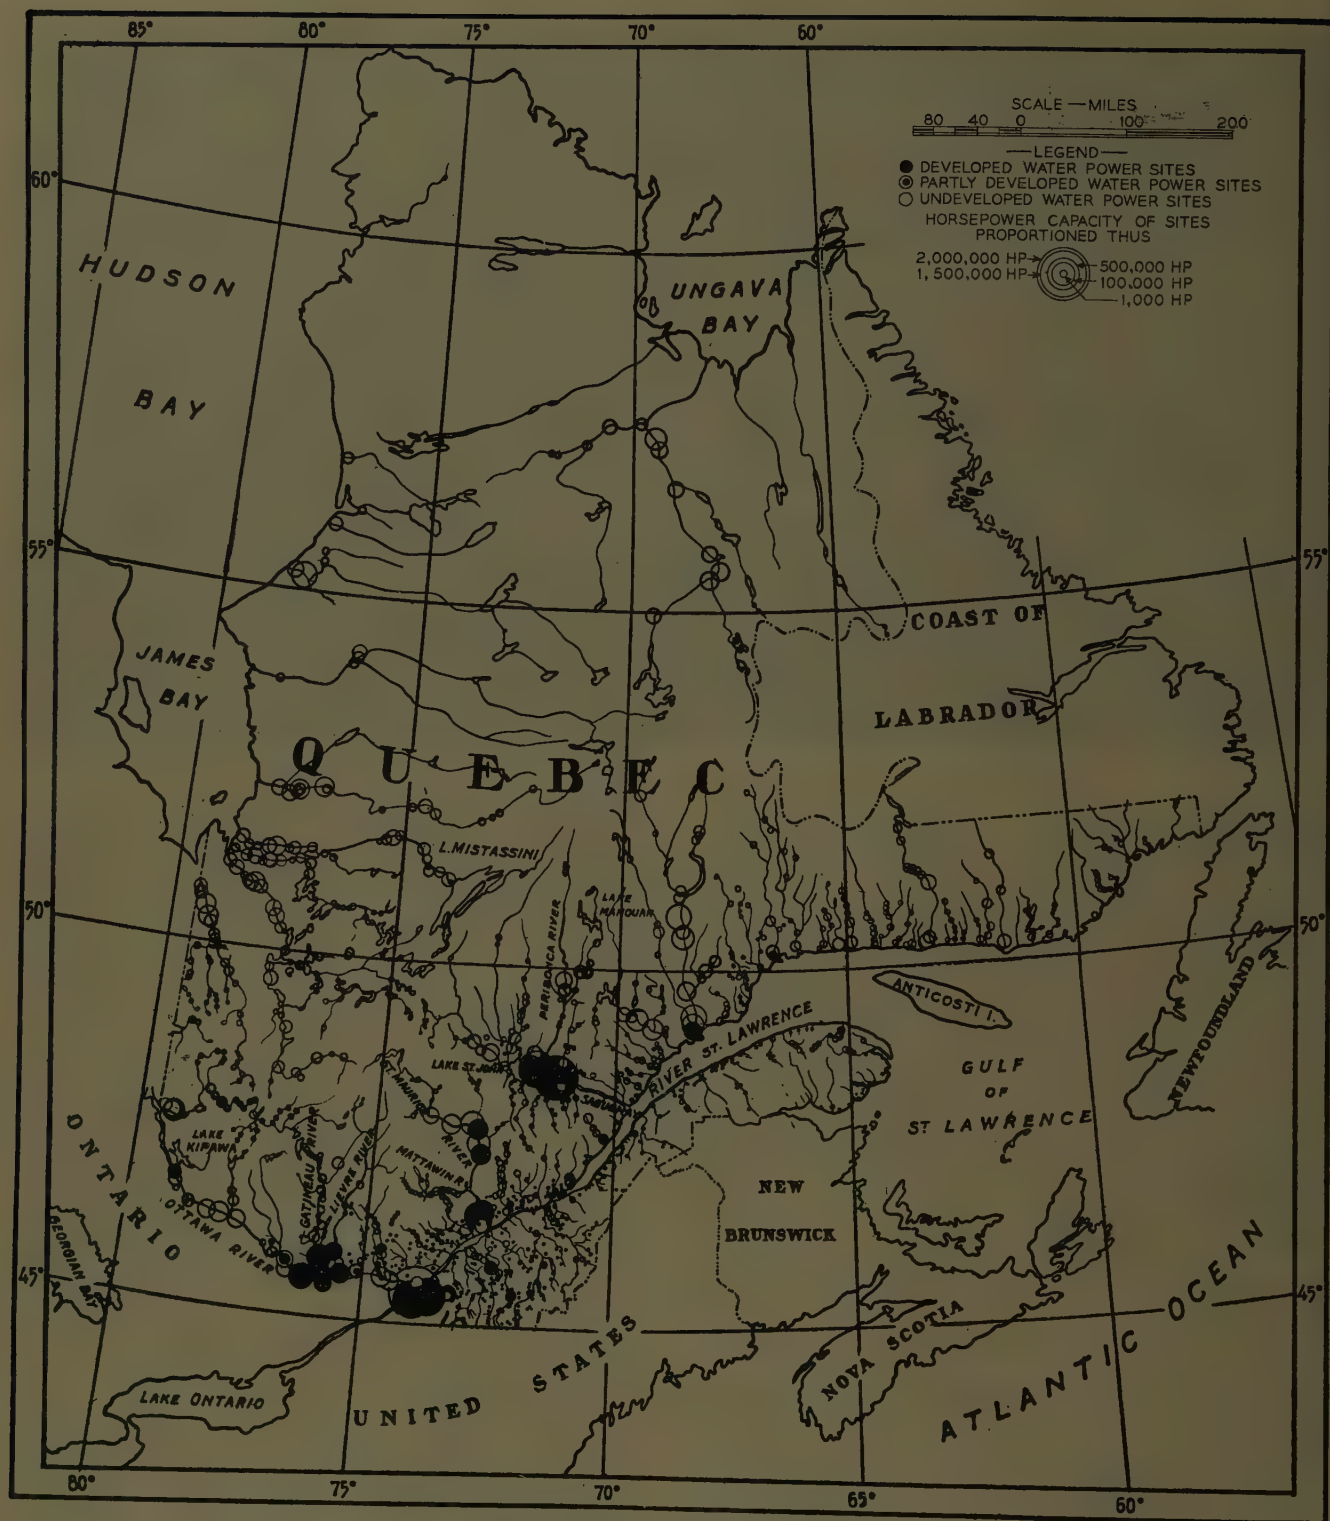 85° 80° 75° 70° 60°
SCALE — MILES
80 40 0 100 200
— LEGEND —
DEVELOPED WATER POWER SITES
PARTLY DEVELOPED WATER POWER SITES
UNDEVELOPED WATER POWER SITES
HORSEPOWER CAPACITY OF SITES
PROPORTIONED THUS
2,000,000 HP
1,500,000 HP
500,000 HP
100,000 HP
1,000 HP
60°
HUDSON
BAY
UNGAVA
BAY
55°
55°
COAST OF
LABRADOR
JAMES
BAY
QUEBEC
L. MISTASSINI
LAKE
MANOUAN
PERIBONCA RIVER
50°
50°
ANTICOSTI I.
NEWFOUNDLAND
RIVER ST. LAWRENCE
LAKE ST. JOHN
SAGUENAY
GULF
OF
ST LAWRENCE
ST. MAURICE
RIVER
MATTAWIN R.
LAKE
KIPAWA
GATINEAU RIVER
LIEVRE RIVER
OTTAWA RIVER
ONTARIO
GEORGIAN BAY
NEW
BRUNSWICK
45°
45°
NOVA SCOTIA
ATLANTIC OCEAN
UNITED STATES
LAKE ONTARIO
80° 75° 70° 65° 60°